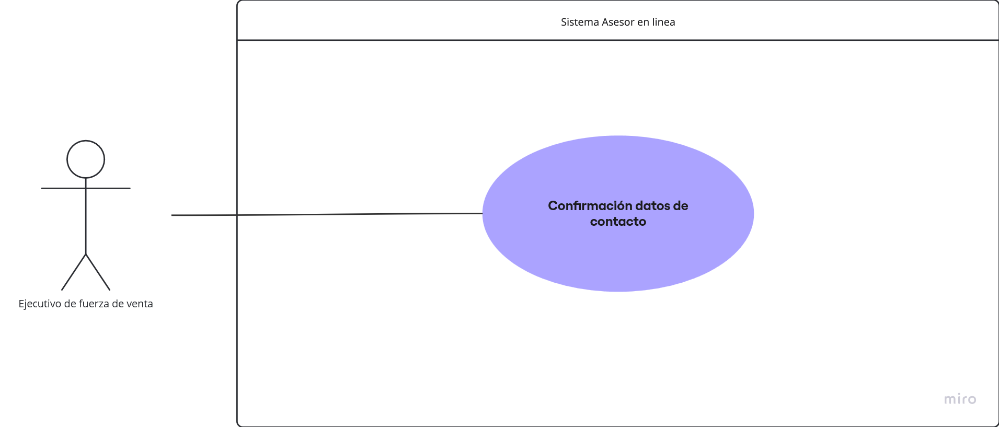 Sistema Asesor en linea
Confirmación datos de
contacto
Ejecutivo de fuerza de venta
miro